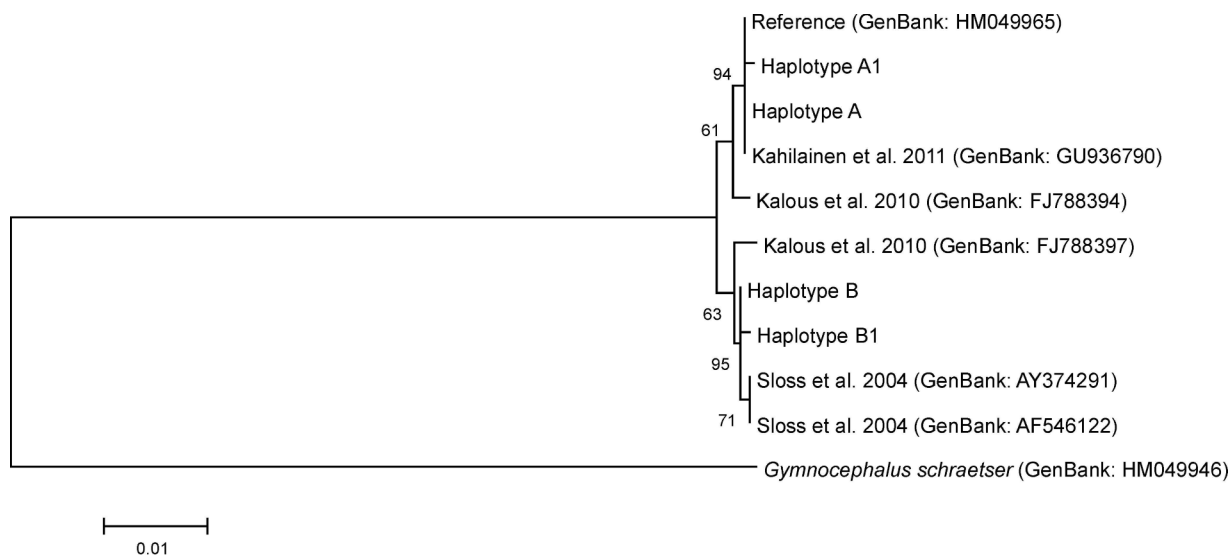 Reference (GenBank: HM049965)
94
Haplotype A1
Haplotype A
61
Kahilainen et al. 2011 (GenBank: GU936790)
Kalous et al. 2010 (GenBank: FJ788394)
Kalous et al. 2010 (GenBank: FJ788397)
Haplotype B
63
Haplotype B1
95
Sloss et al. 2004 (GenBank: AY374291)
71
Sloss et al. 2004 (GenBank: AF546122)
Gymnocephalus schraetser (GenBank: HM049946)
0.01